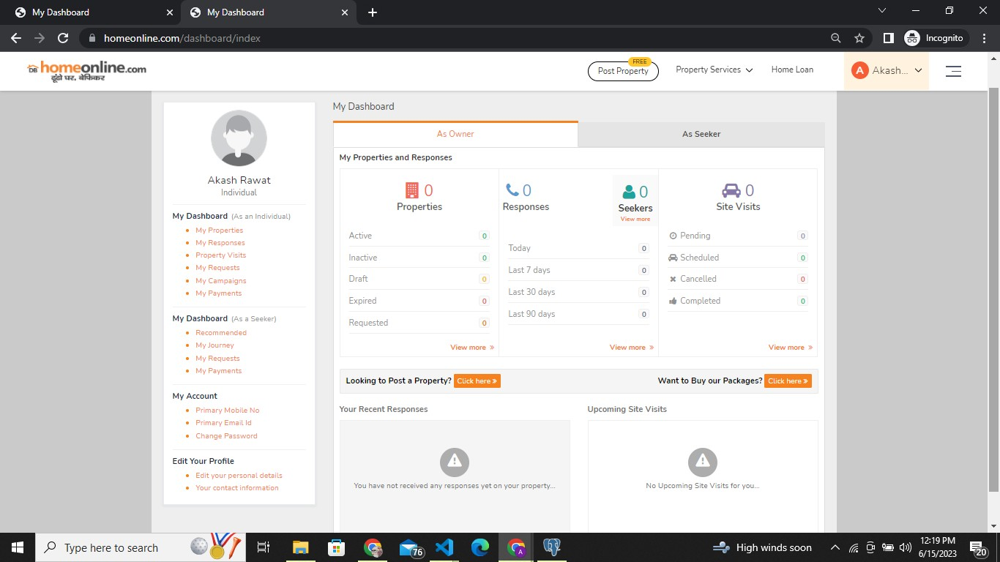 My Dashboard
My Dashboard
homeonline.com/dashboard/index
Incognito
DB homeonline.com
ढूंढो घर, बेफिकर
FREE
Post Property
Property Services
Home Loan
A
Akash...
Akash Rawat
Individual
My Dashboard (As an Individual)
My Properties
My Responses
Property Visits
My Requests
My Campaigns
My Payments
My Dashboard (As a Seeker)
Recommended
My Journey
My Requests
My Payments
My Account
Primary Mobile No
Primary Email Id
Change Password
Edit Your Profile
Edit your personal details
Your contact information
My Dashboard
As Owner
As Seeker
My Properties and Responses
0
Properties
Active 0
Inactive 0
Draft 0
Expired 0
Requested 0
View more »
0
Responses
0
Seekers
View more
Today 0
Last 7 days 0
Last 30 days 0
Last 90 days 0
View more »
0
Site Visits
Pending 0
Scheduled 0
Cancelled 0
Completed 0
View more »
Looking to Post a Property? Click here »
Want to Buy our Packages? Click here »
Your Recent Responses
You have not received any responses yet on your property...
Upcoming Site Visits
No Upcoming Site Visits for you...
Type here to search
76
A
High winds soon
12:19 PM
6/15/2023
20